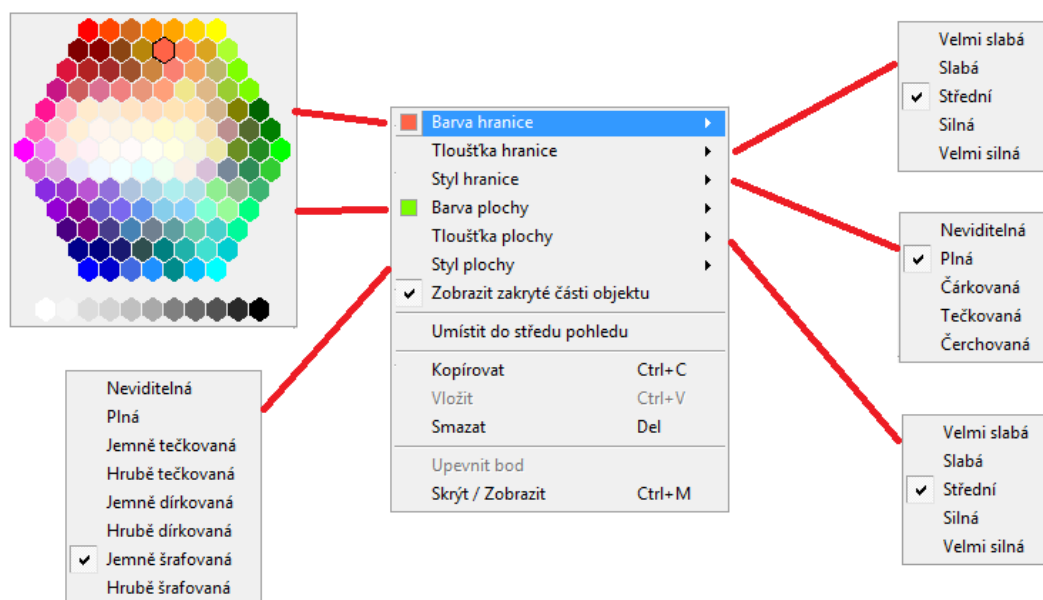 Barva hranice
Tloušťka hranice
Styl hranice
Barva plochy
Tloušťka plochy
Styl plochy
Zobrazit zakryté části objektu
Umístit do středu pohledu
Kopírovat Ctrl+C
Vložit Ctrl+V
Smazat Del
Upevnit bod
Skrýt / Zobrazit Ctrl+M
Neviditelná
Plná
Jemně tečkovaná
Hrubě tečkovaná
Jemně dírkovaná
Hrubě dírkovaná
Jemně šrafovaná
Hrubě šrafovaná
Velmi slabá
Slabá
Střední
Silná
Velmi silná
Neviditelná
Plná
Čárkovaná
Tečkovaná
Čerchovaná
Velmi slabá
Slabá
Střední
Silná
Velmi silná